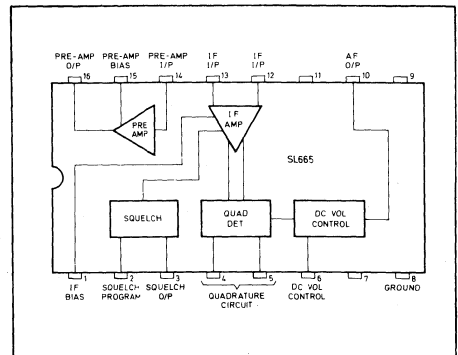 PRE-AMP PRE-AMP PRE-AMP IF IF AF
O/P BIAS I/P I/P I/P O/P
16 15 14 13 12 11 10 9
PRE
AMP
IF
AMP
SL665
SQUELCH
QUAD
DET
DC VOL
CONTROL
1 2 3 4 5 6 7 8
IF SQUELCH SQUELCH QUADRATURE DC VOL GROUND
BIAS PROGRAM O/P CIRCUIT CONTROL